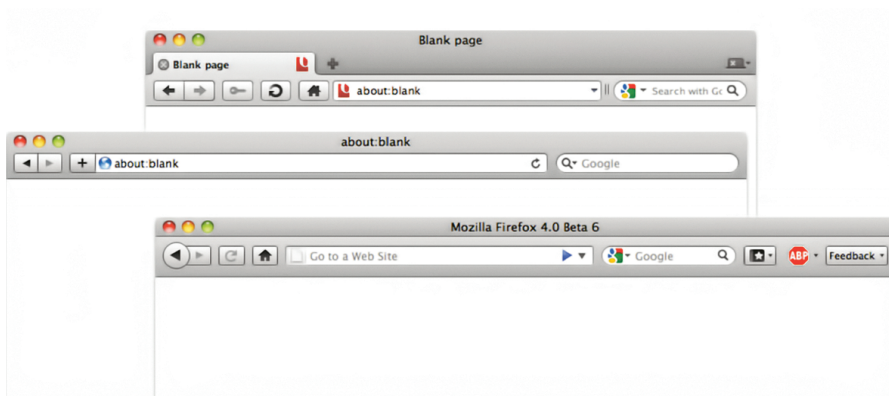 Blank page
Blank page
about:blank
Search with Gc
about:blank
about:blank
Google
Mozilla Firefox 4.0 Beta 6
Go to a Web Site
Google
ABP
Feedback